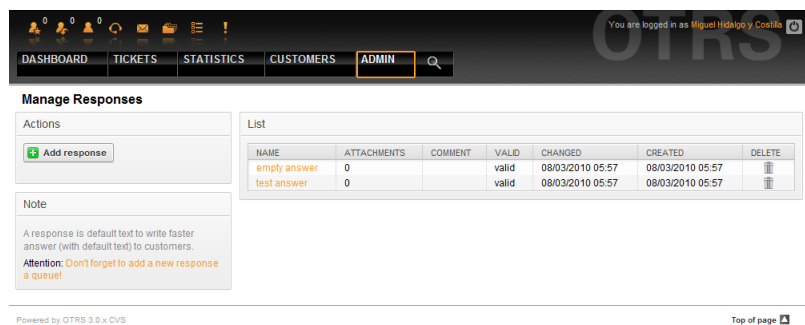 OTRS
0 0 0
You are logged in as Miguel Hidalgo y Costilla
DASHBOARD TICKETS STATISTICS CUSTOMERS ADMIN
Manage Responses
Actions
Add response
Note
A response is default text to write faster
answer (with default text) to customers.
Attention: Don't forget to add a new response
a queue!
List
NAME ATTACHMENTS COMMENT VALID CHANGED CREATED DELETE
empty answer 0 valid 08/03/2010 05:57 08/03/2010 05:57
test answer 0 valid 08/03/2010 05:57 08/03/2010 05:57
Powered by OTRS 3.0.x CVS
Top of page